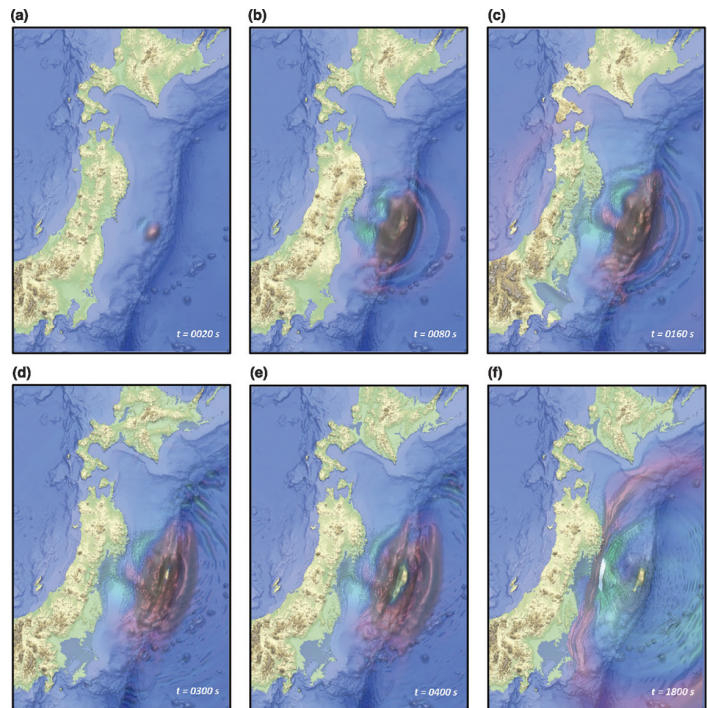 (a)
(b)
(c)
t = 0020 s
t = 0080 s
t = 0160 s
(d)
(e)
(f)
t = 0300 s
t = 0400 s
t = 1800 s